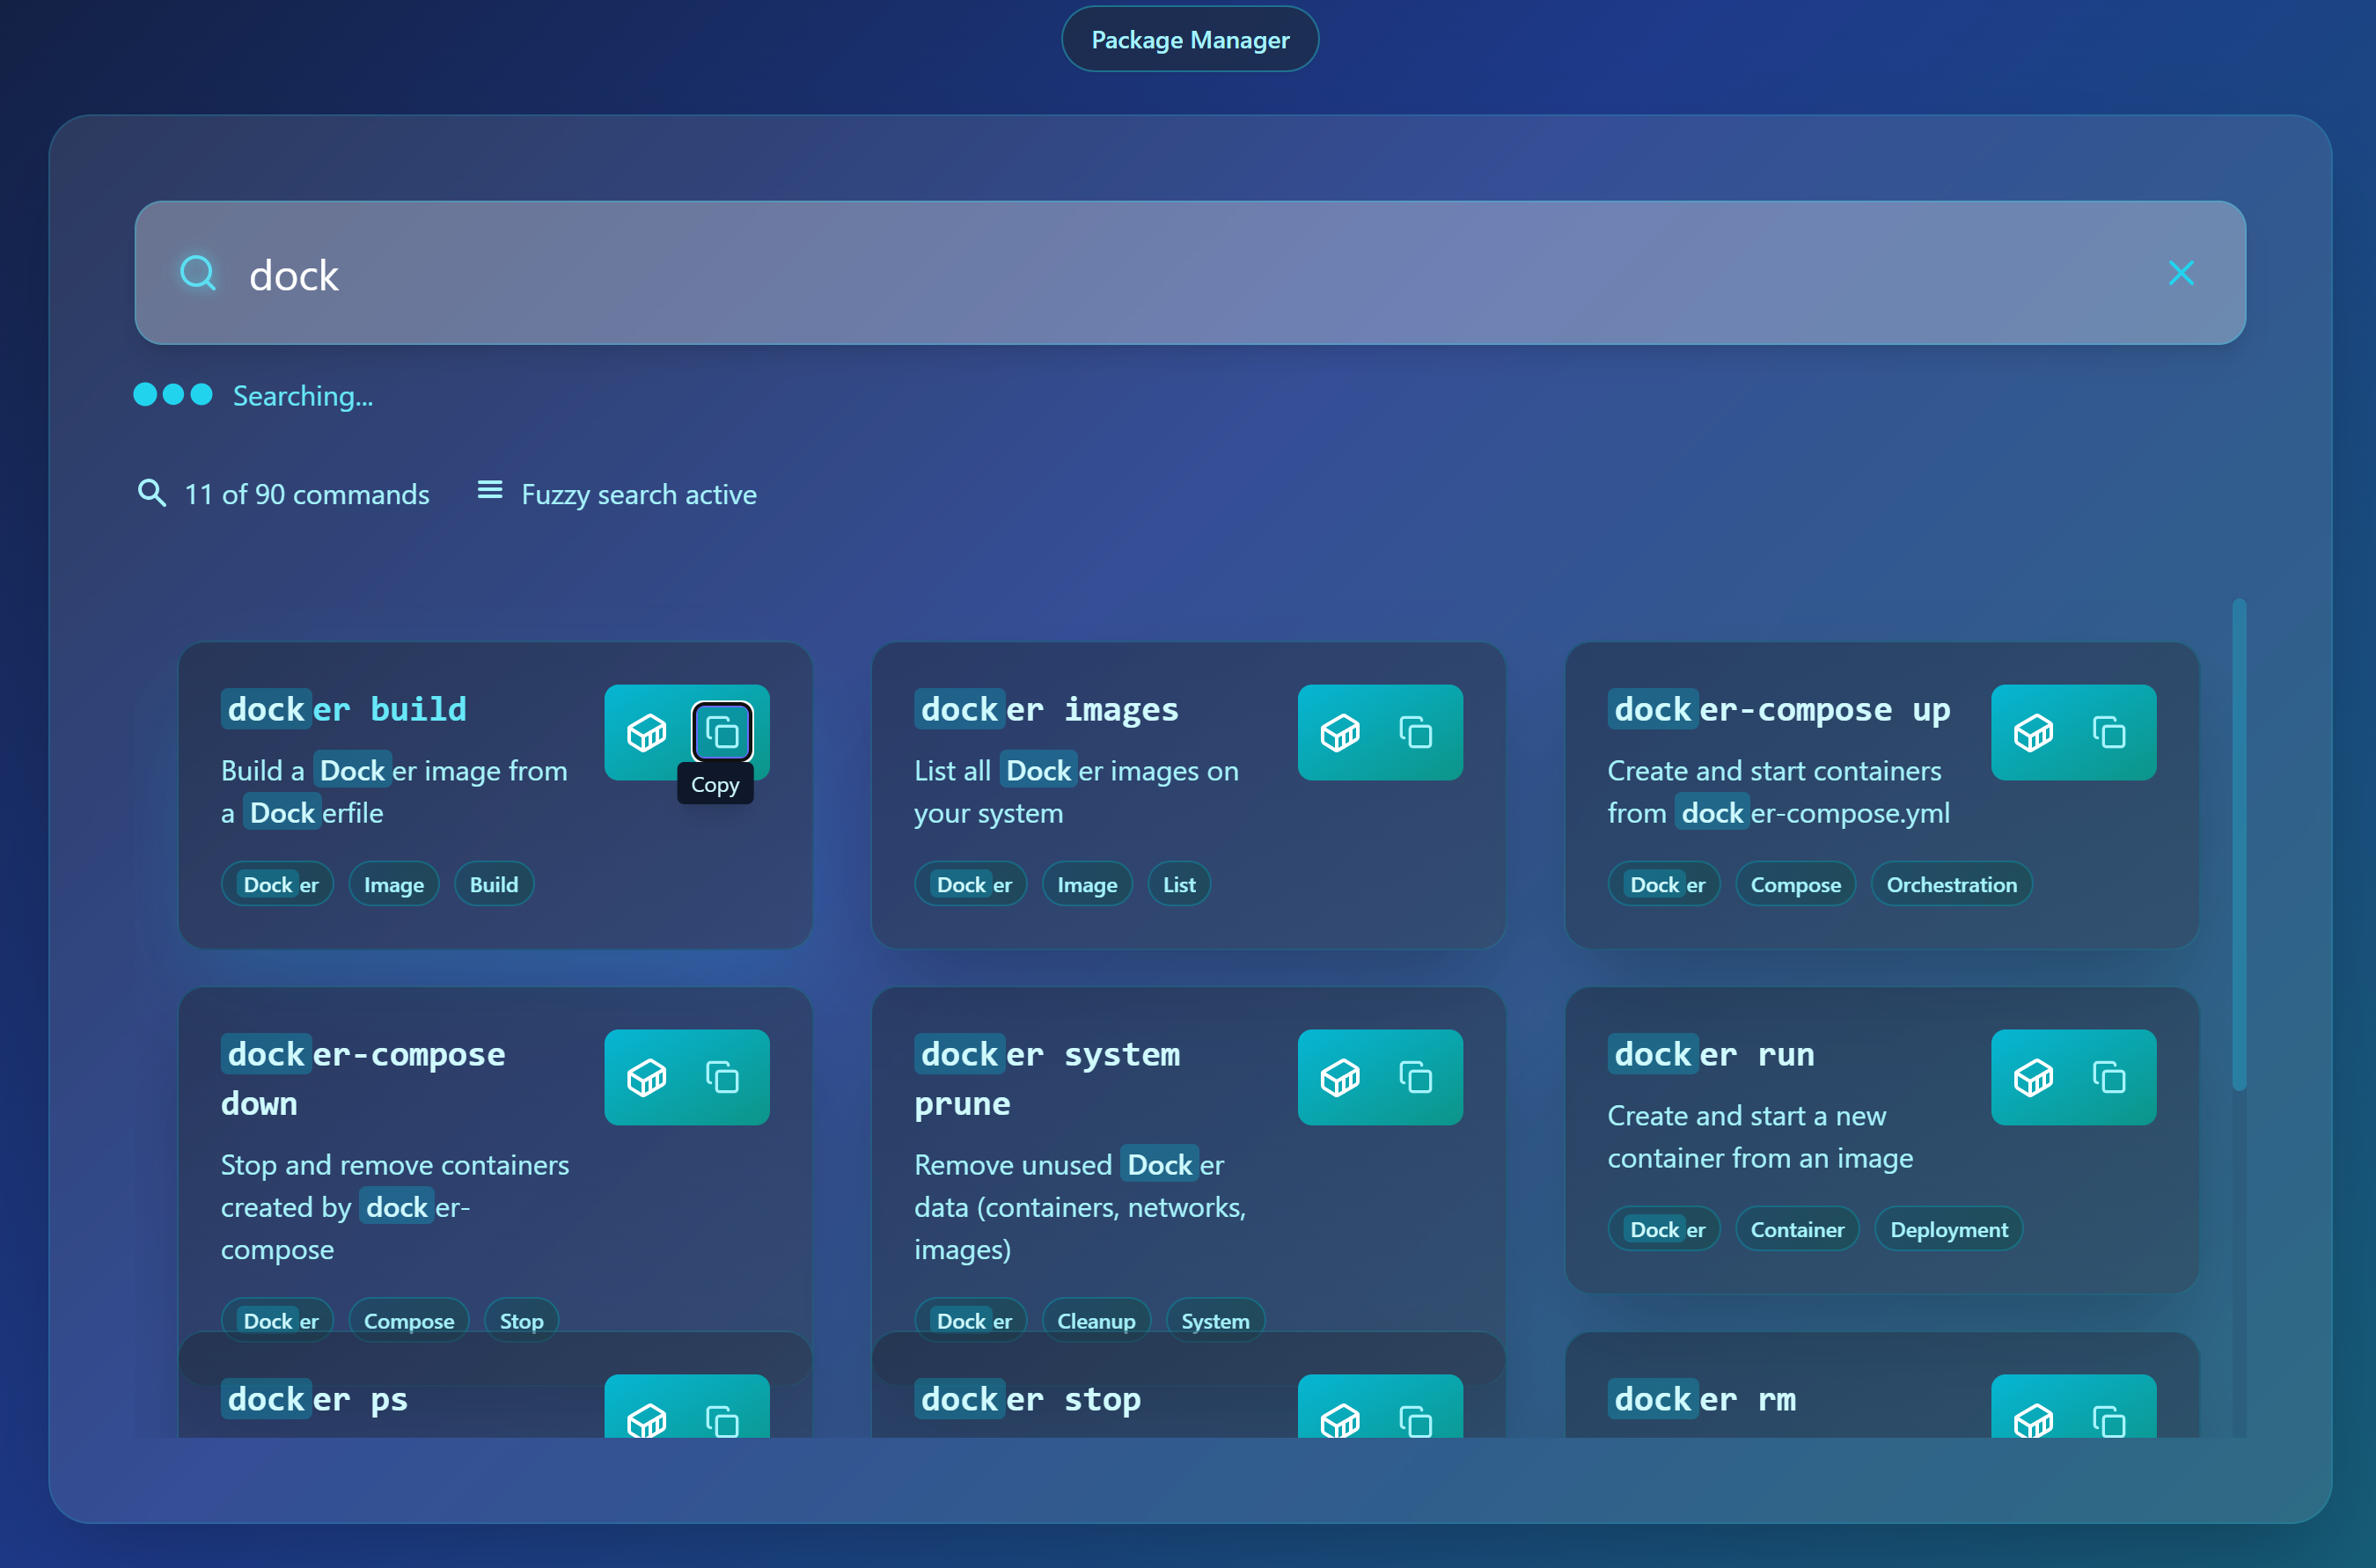 Package Manager
dock
Searching...
11 of 90 commands
Fuzzy search active
docker build
Build a Docker image from
a Dockerfile
Copy
Docker Image Build
docker images
List all Docker images on
your system
Docker Image List
docker-compose up
Create and start containers
from docker-compose.yml
Docker Compose Orchestration
docker-compose
down
Stop and remove containers
created by docker-
compose
Docker Compose Stop
docker system
prune
Remove unused Docker
data (containers, networks,
images)
Docker Cleanup System
docker run
Create and start a new
container from an image
Docker Container Deployment
docker ps
docker stop
docker rm